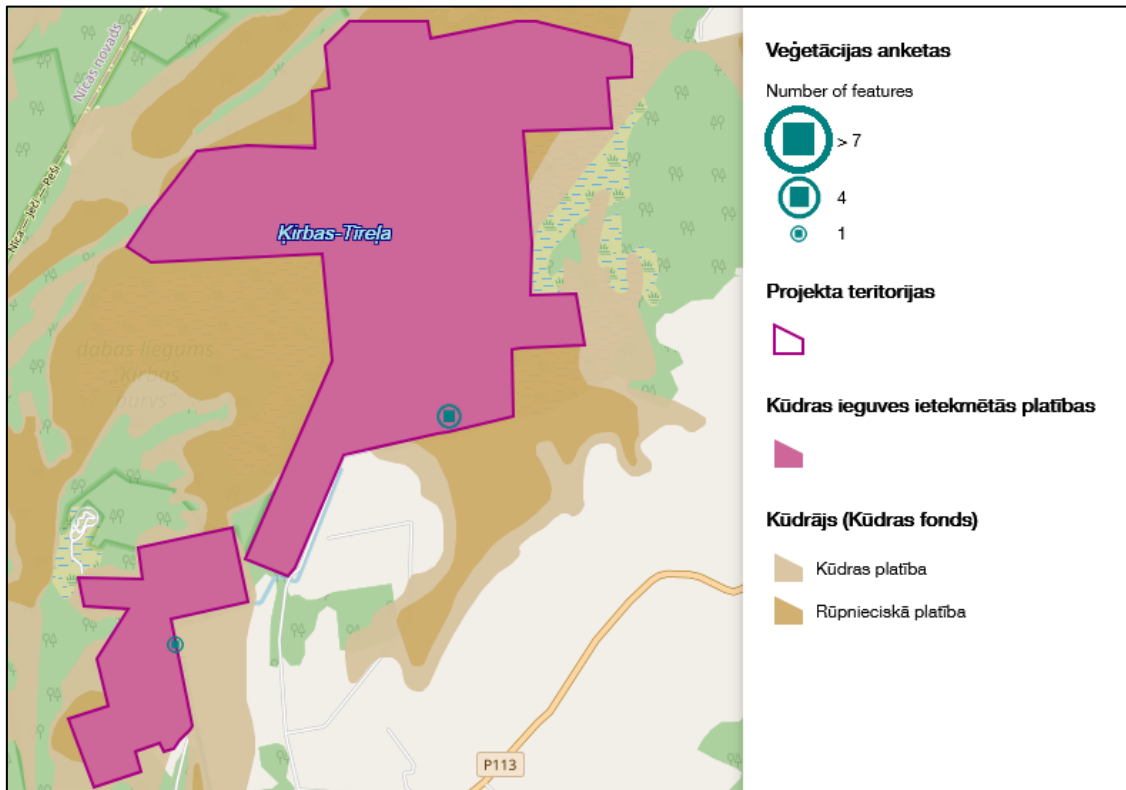 Nīcas novads
Nīca — Ječi — Peši
Ķirbas-Tīreļa
dabas liegums
"Ķirbas
purvs"
P113
Veģetācijas anketas
Number of features
> 7
4
1
Projekta teritorijas
Kūdras ieguves ietekmētās platības
Kūdrājs (Kūdras fonds)
Kūdras platība
Rūpnieciskā platība